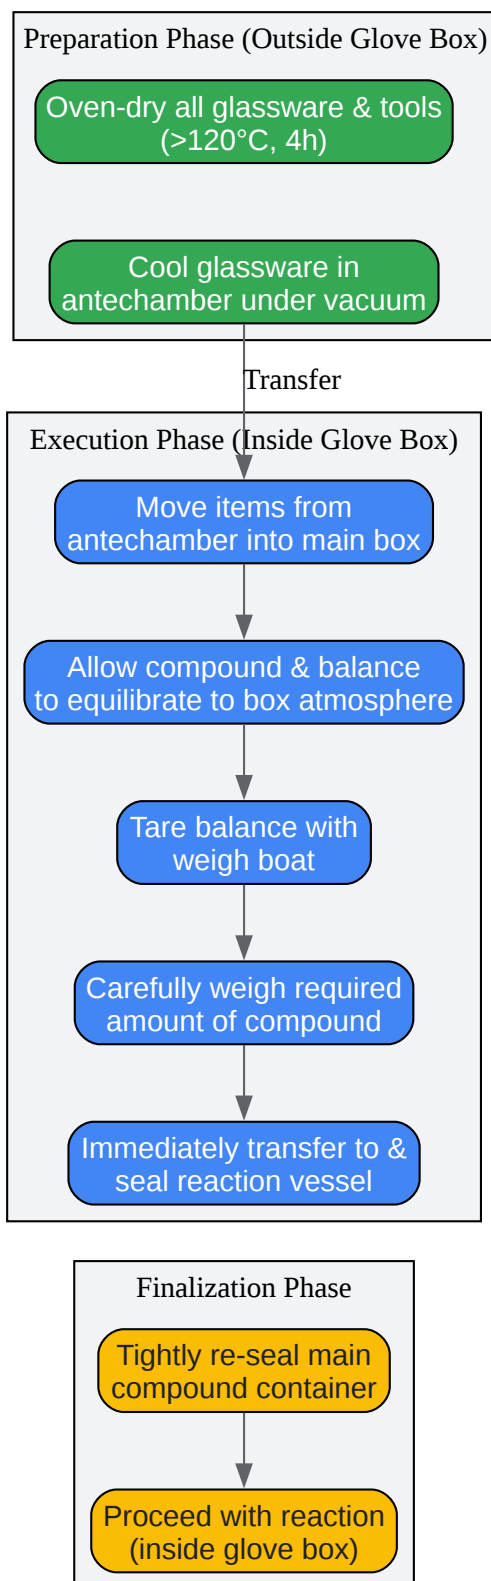 Preparation Phase (Outside Glove Box)
Oven-dry all glassware & tools
(>120°C, 4h)
Cool glassware in
antechamber under vacuum
Transfer
Execution Phase (Inside Glove Box)
Move items from
antechamber into main box
Allow compound & balance
to equilibrate to box atmosphere
Tare balance with
weigh boat
Carefully weigh required
amount of compound
Immediately transfer to &
seal reaction vessel
Finalization Phase
Tightly re-seal main
compound container
Proceed with reaction
(inside glove box)